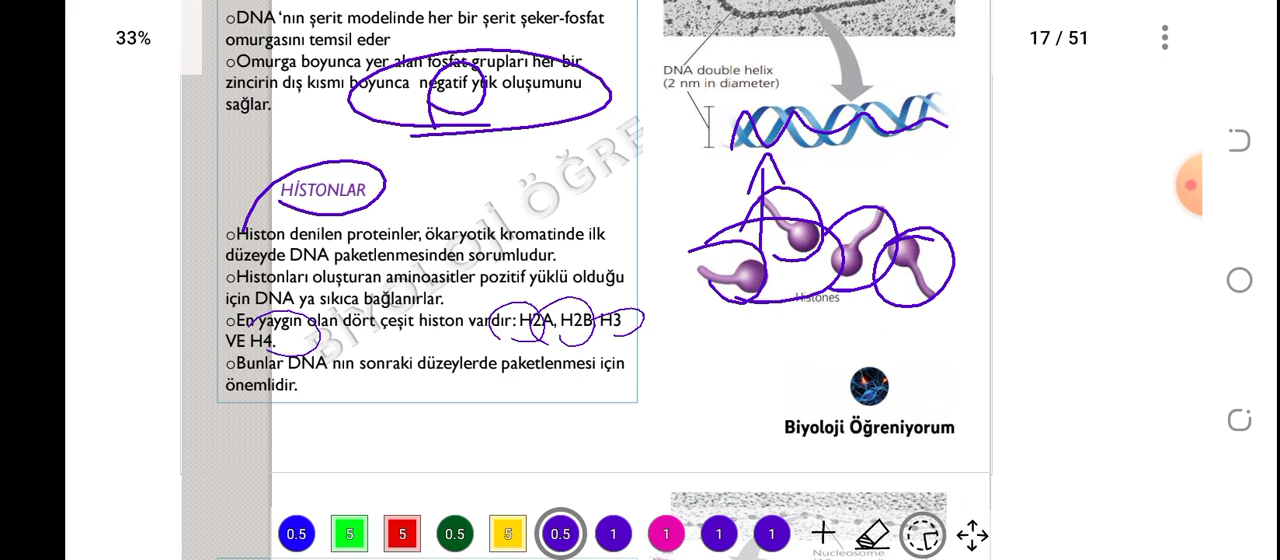 33%
17 / 51
oDNA 'nın şerit modelinde her bir şerit şeker-fosfat
omurgasını temsil eder
oOmurga boyunca yer alan fosfat grupları her bir
zincirin dış kısmı boyunca negatif yük oluşumunu
sağlar.
HİSTONLAR
oHiston denilen proteinler, ökaryotik kromatinde ilk
düzeyde DNA paketlenmesinden sorumludur.
oHistonları oluşturan aminoasitler pozitif yüklü olduğu
için DNA ya sıkıca bağlanırlar.
oEn yaygın olan dört çeşit histon vardır: H2A, H2B, H3
VE H4.
oBunlar DNA nın sonraki düzeylerde paketlenmesi için
önemlidir.
BİYOLOJİ ÖĞRE
DNA double helix
(2 nm in diameter)
Histones
Biyoloji Öğreniyorum
0.5 5 5 0.5 5 0.5 1 1 1 1
Nucleosome